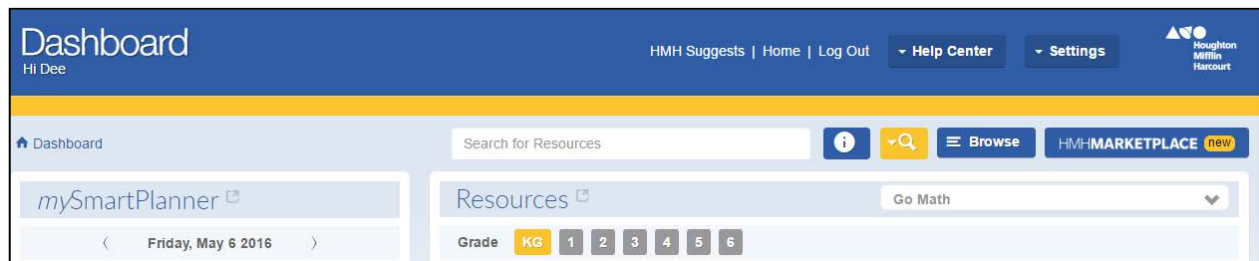 Dashboard
Hi Dee
HMH Suggests | Home | Log Out
Help Center
Settings
Houghton
Mifflin
Harcourt
Dashboard
Search for Resources
Browse
HMHMARKETPLACE new
mySmartPlanner
Resources
Go Math
Friday, May 6 2016
Grade KG 1 2 3 4 5 6